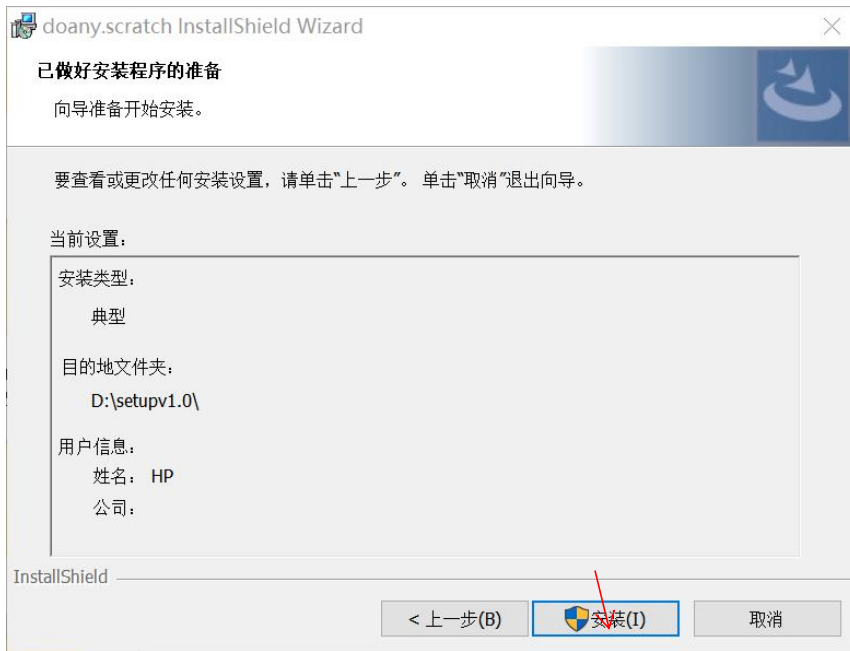 doany.scratch InstallShield Wizard
已做好安装程序的准备
向导准备开始安装。
要查看或更改任何安装设置，请单击“上一步”。 单击“取消”退出向导。
当前设置：
安装类型：
典型
目的地文件夹：
D:\setupv1.0\
用户信息：
姓名： HP
公司：
InstallShield
< 上一步(B)
安装(I)
取消